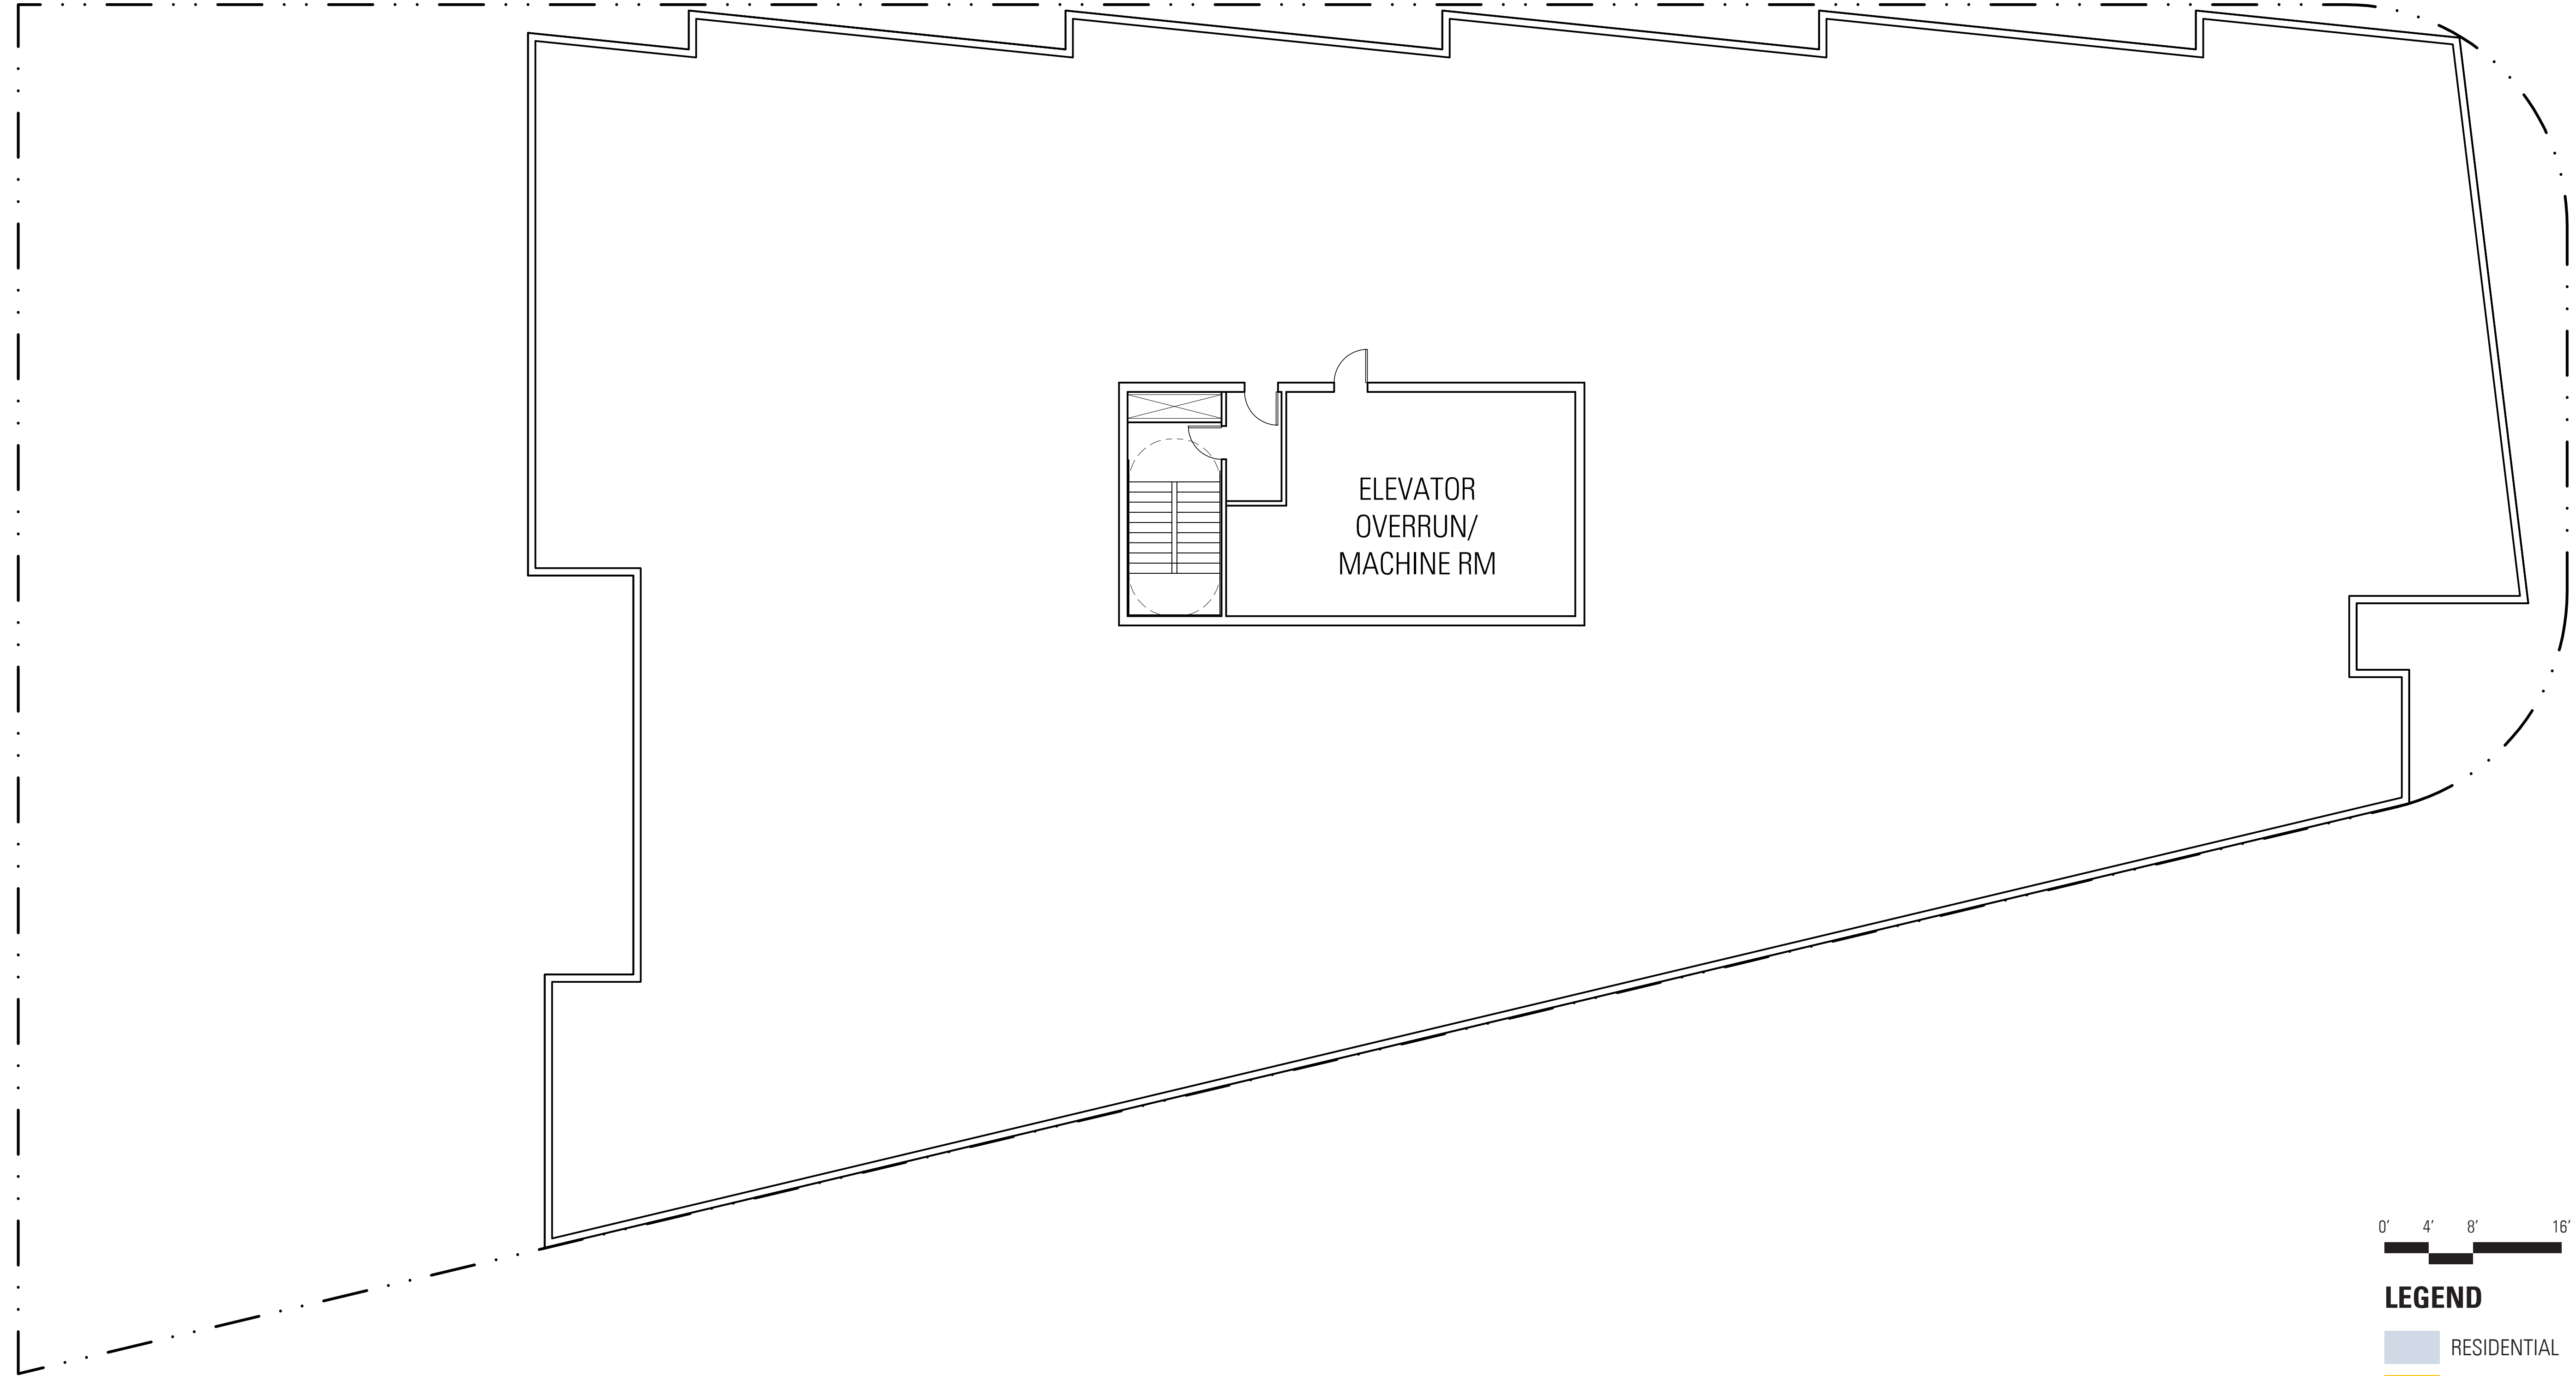 ELEVATOR
OVERRUN/
MACHINE RM
0’ 4’ 8’ 16’
LEGEND
RESIDENTIAL